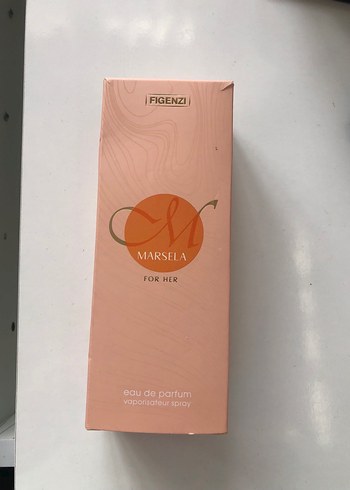 FIGENZI
M
MARSELA
FOR HER
eau de parfum
vaporisateur spray